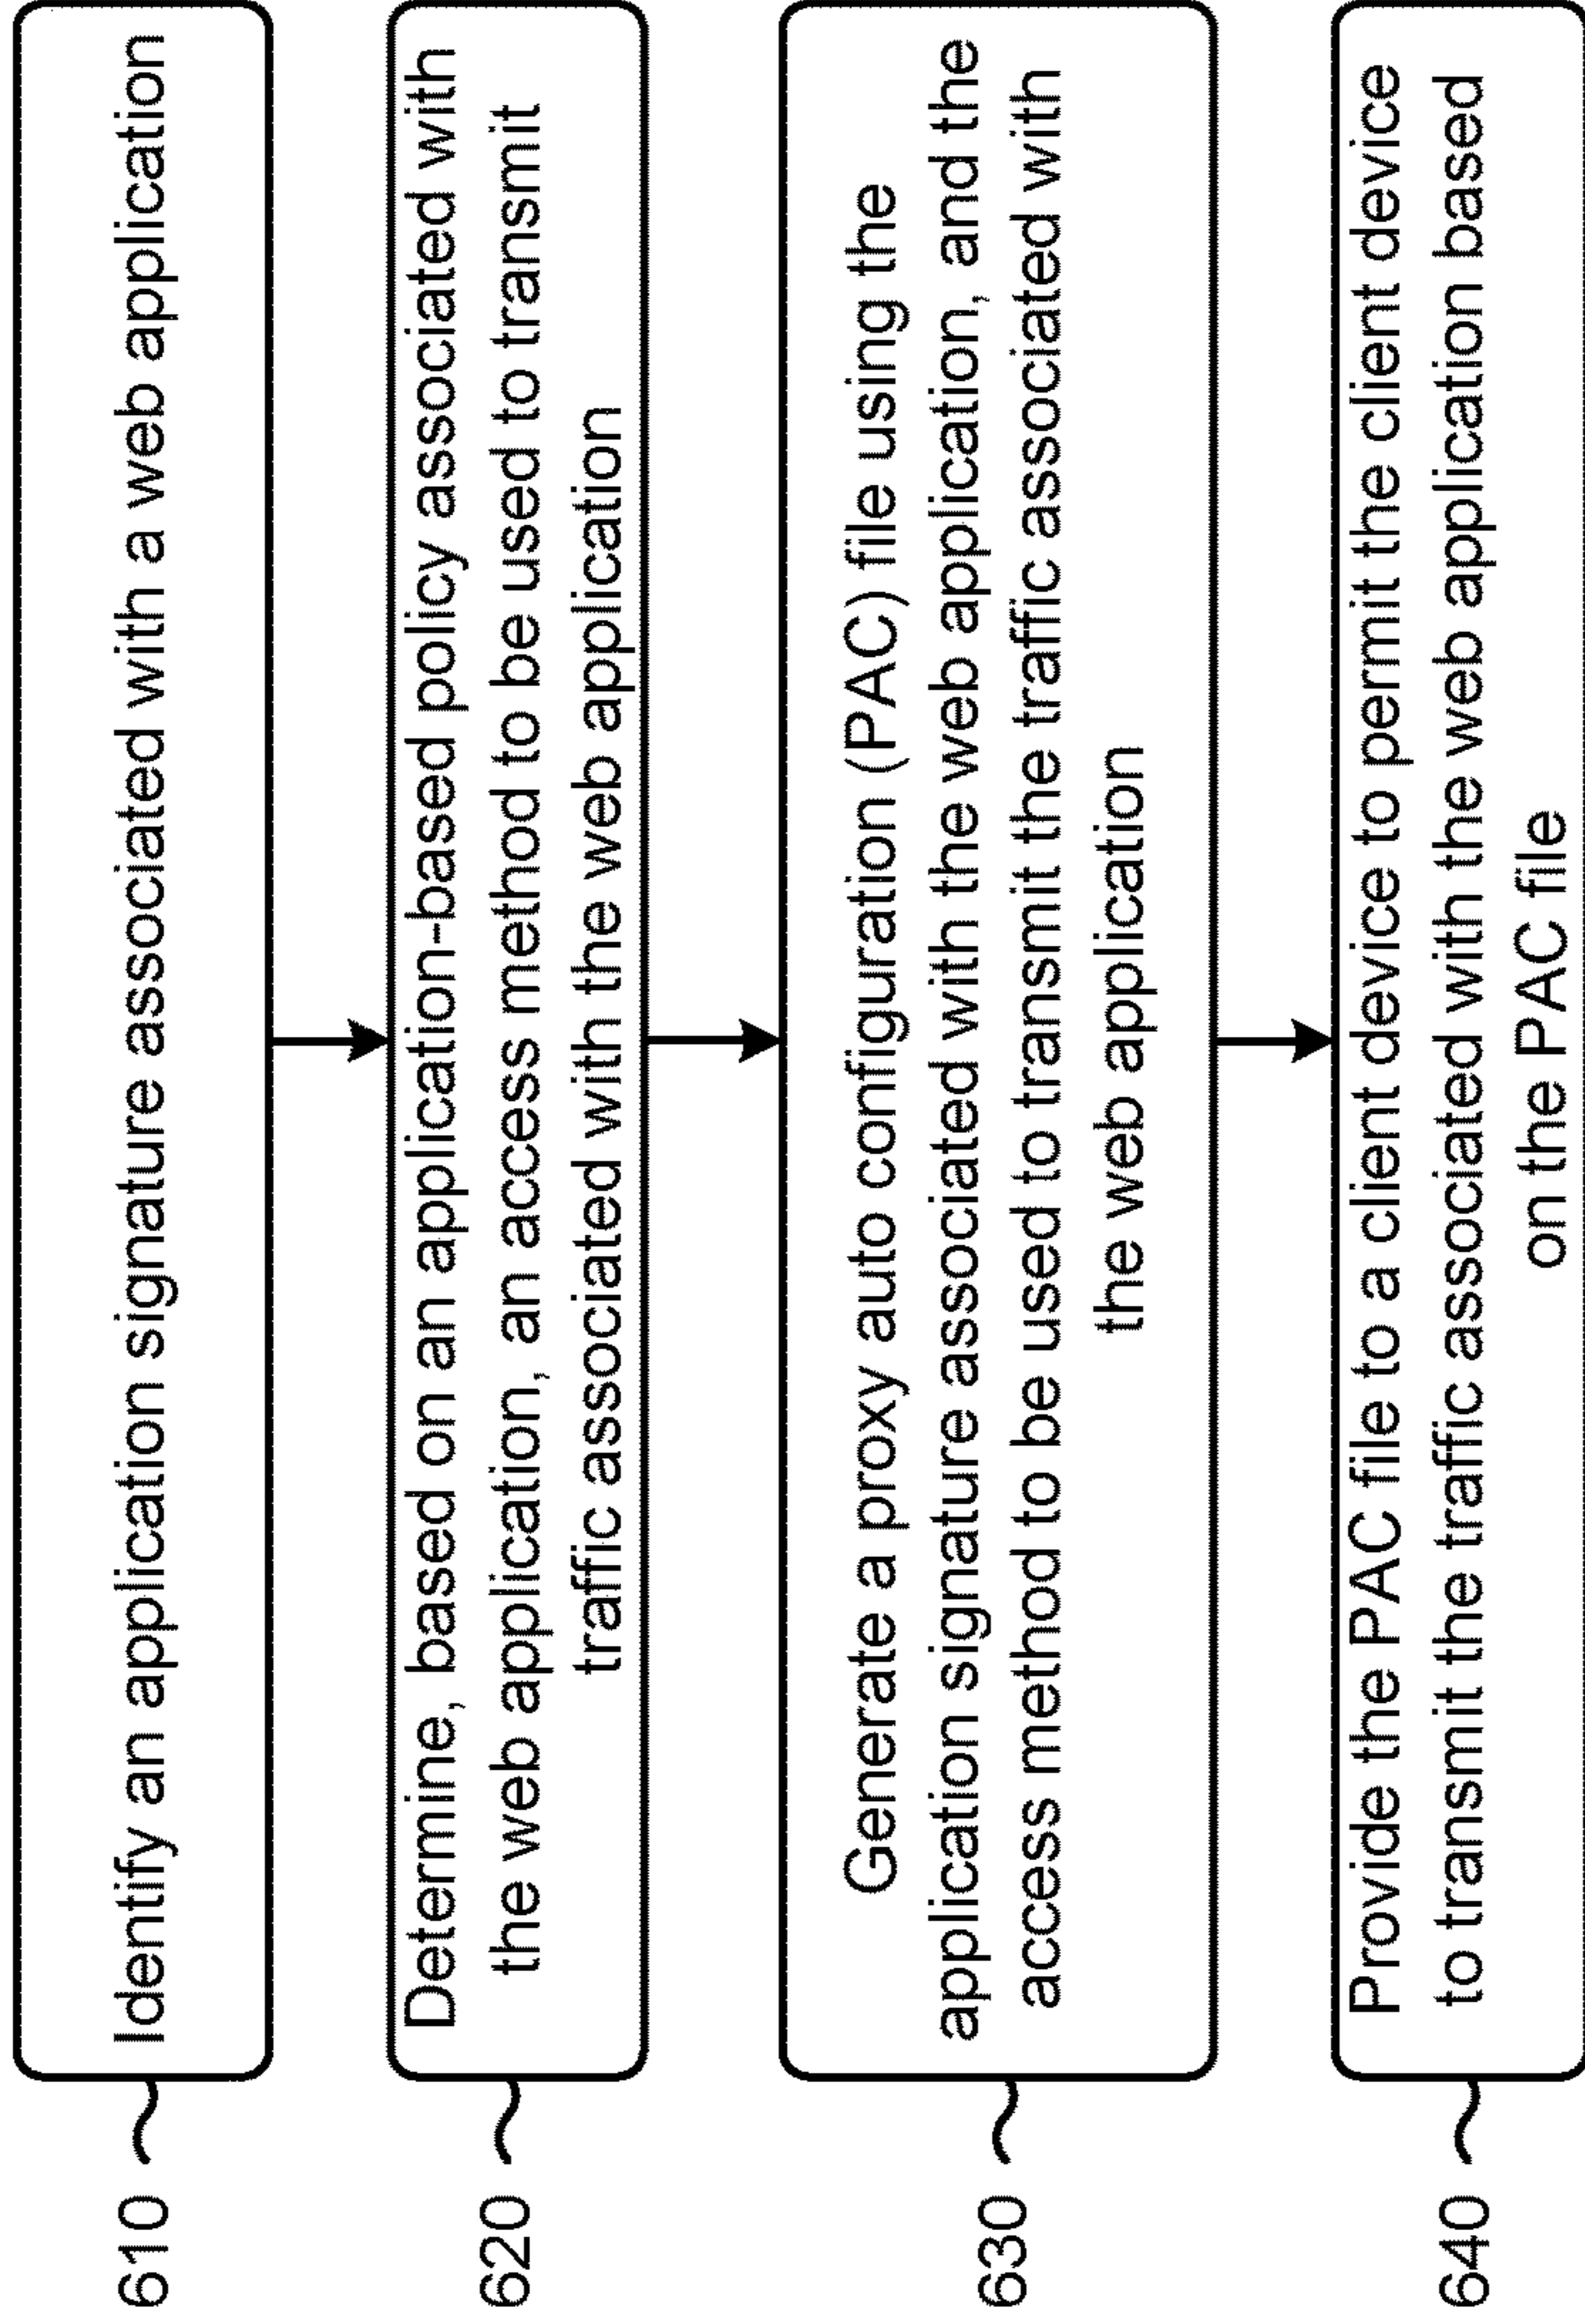 610
Identify an application signature associated with a web application
620
Determine, based on an application-based policy associated with
the web application, an access method to be used to transmit
traffic associated with the web application
630
Generate a proxy auto configuration (PAC) file using the
application signature associated with the web application, and the
access method to be used to transmit the traffic associated with
the web application
640
Provide the PAC file to a client device to permit the client device
to transmit the traffic associated with the web application based
on the PAC file